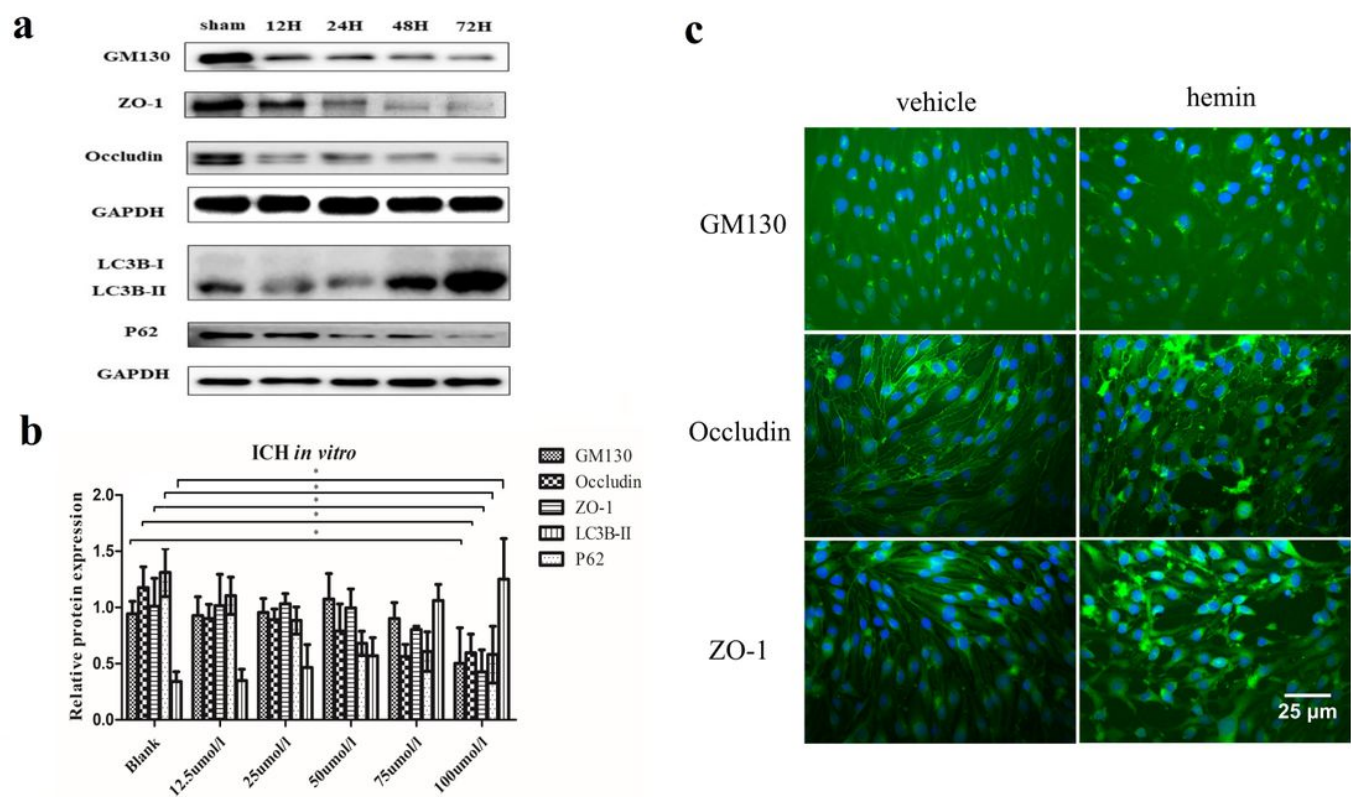 a
sham 12H 24H 48H 72H
GM130
ZO-1
Occludin
GAPDH
LC3B-I
LC3B-II
P62
GAPDH
b
ICH in vitro
*
*
*
*
*
Relative protein expression
2.0
1.5
1.0
0.5
0.0
Blank
12.5umol/l
25umol/l
50umol/l
75umol/l
100umol/l
GM130
Occludin
ZO-1
LC3B-II
P62
c
vehicle hemin
GM130
Occludin
ZO-1
25 μm